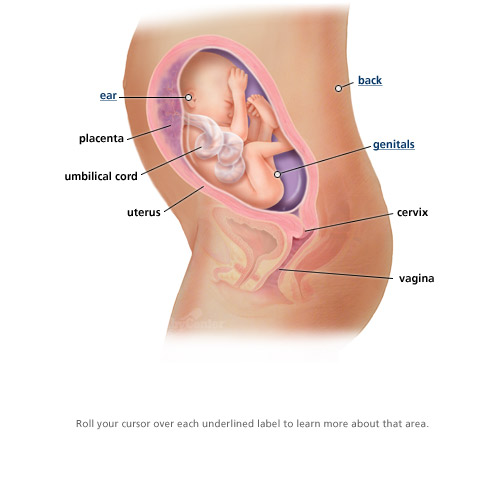 back
ear
placenta
genitals
umbilical cord
uterus
cervix
vagina
Roll your cursor over each underlined label to learn more about that area.